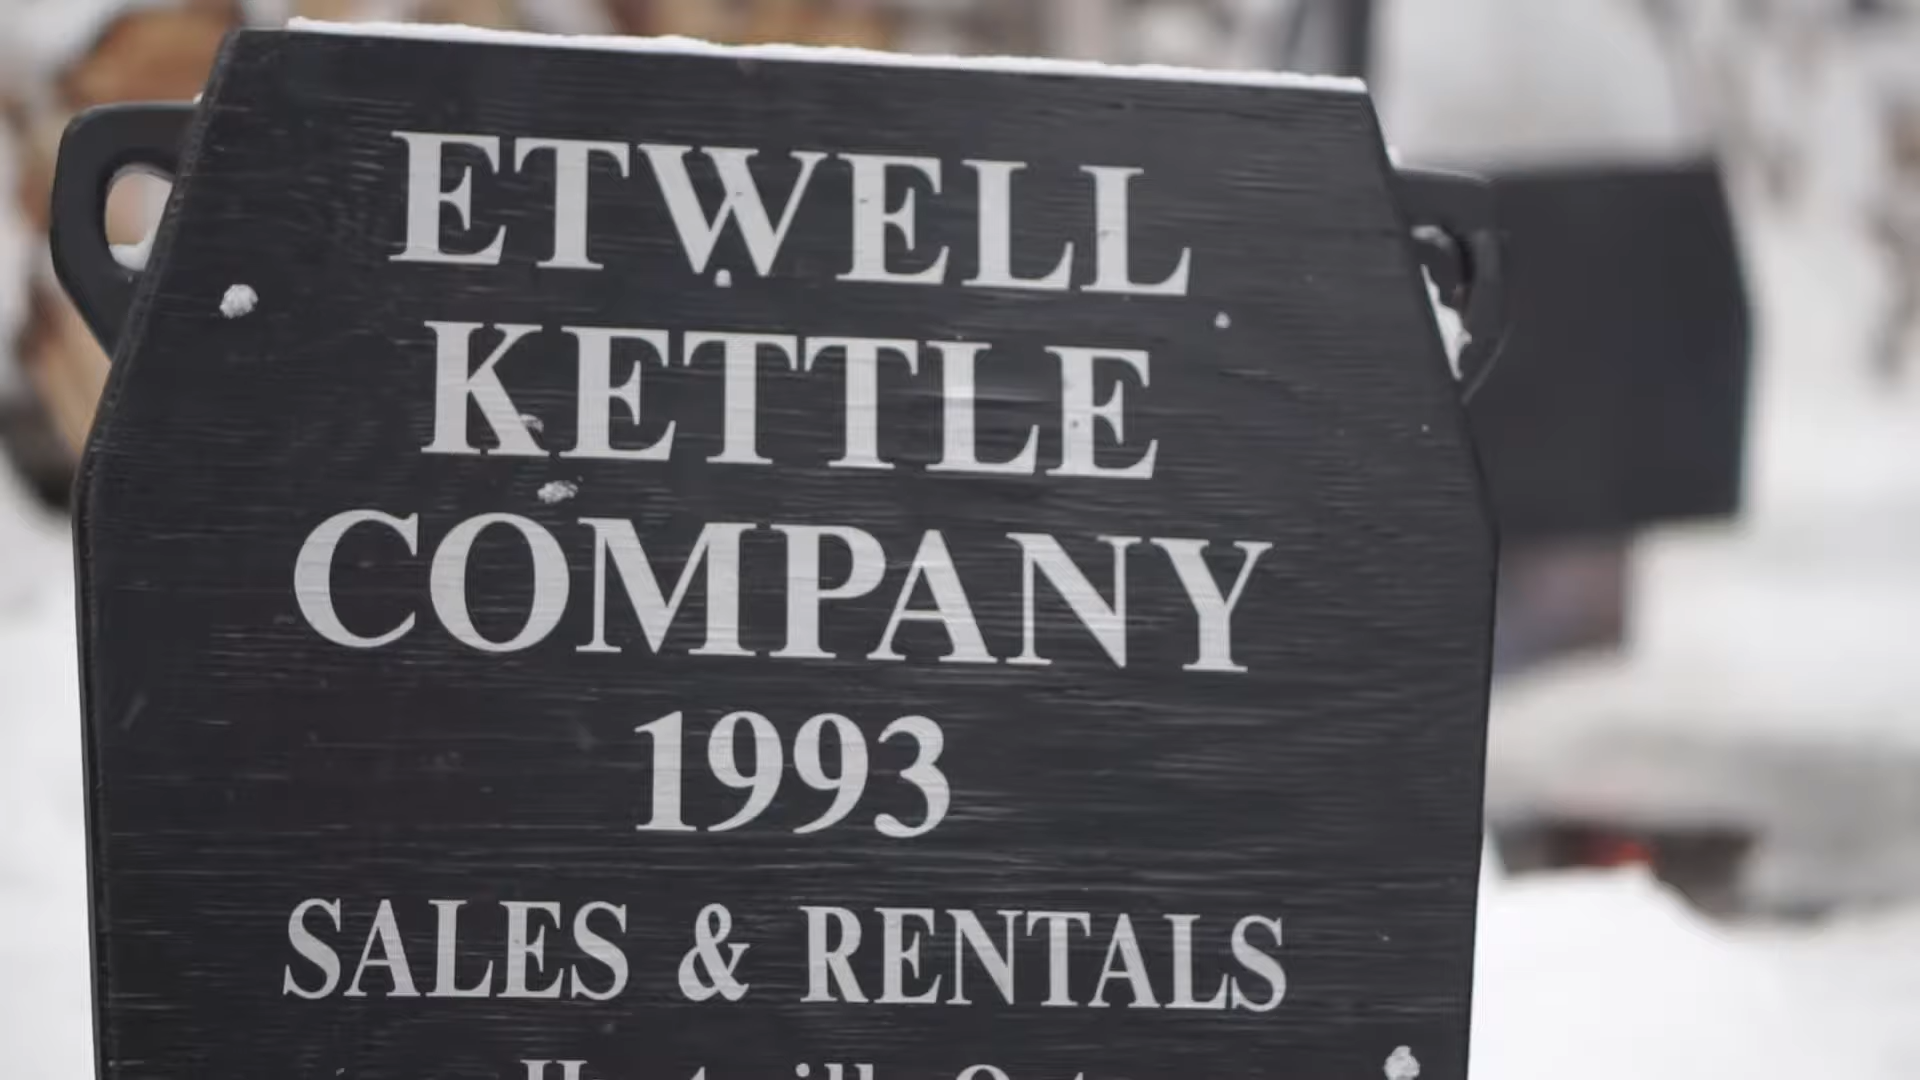 ETWELL
KETTLE
COMPANY
1993
SALES & RENTALS